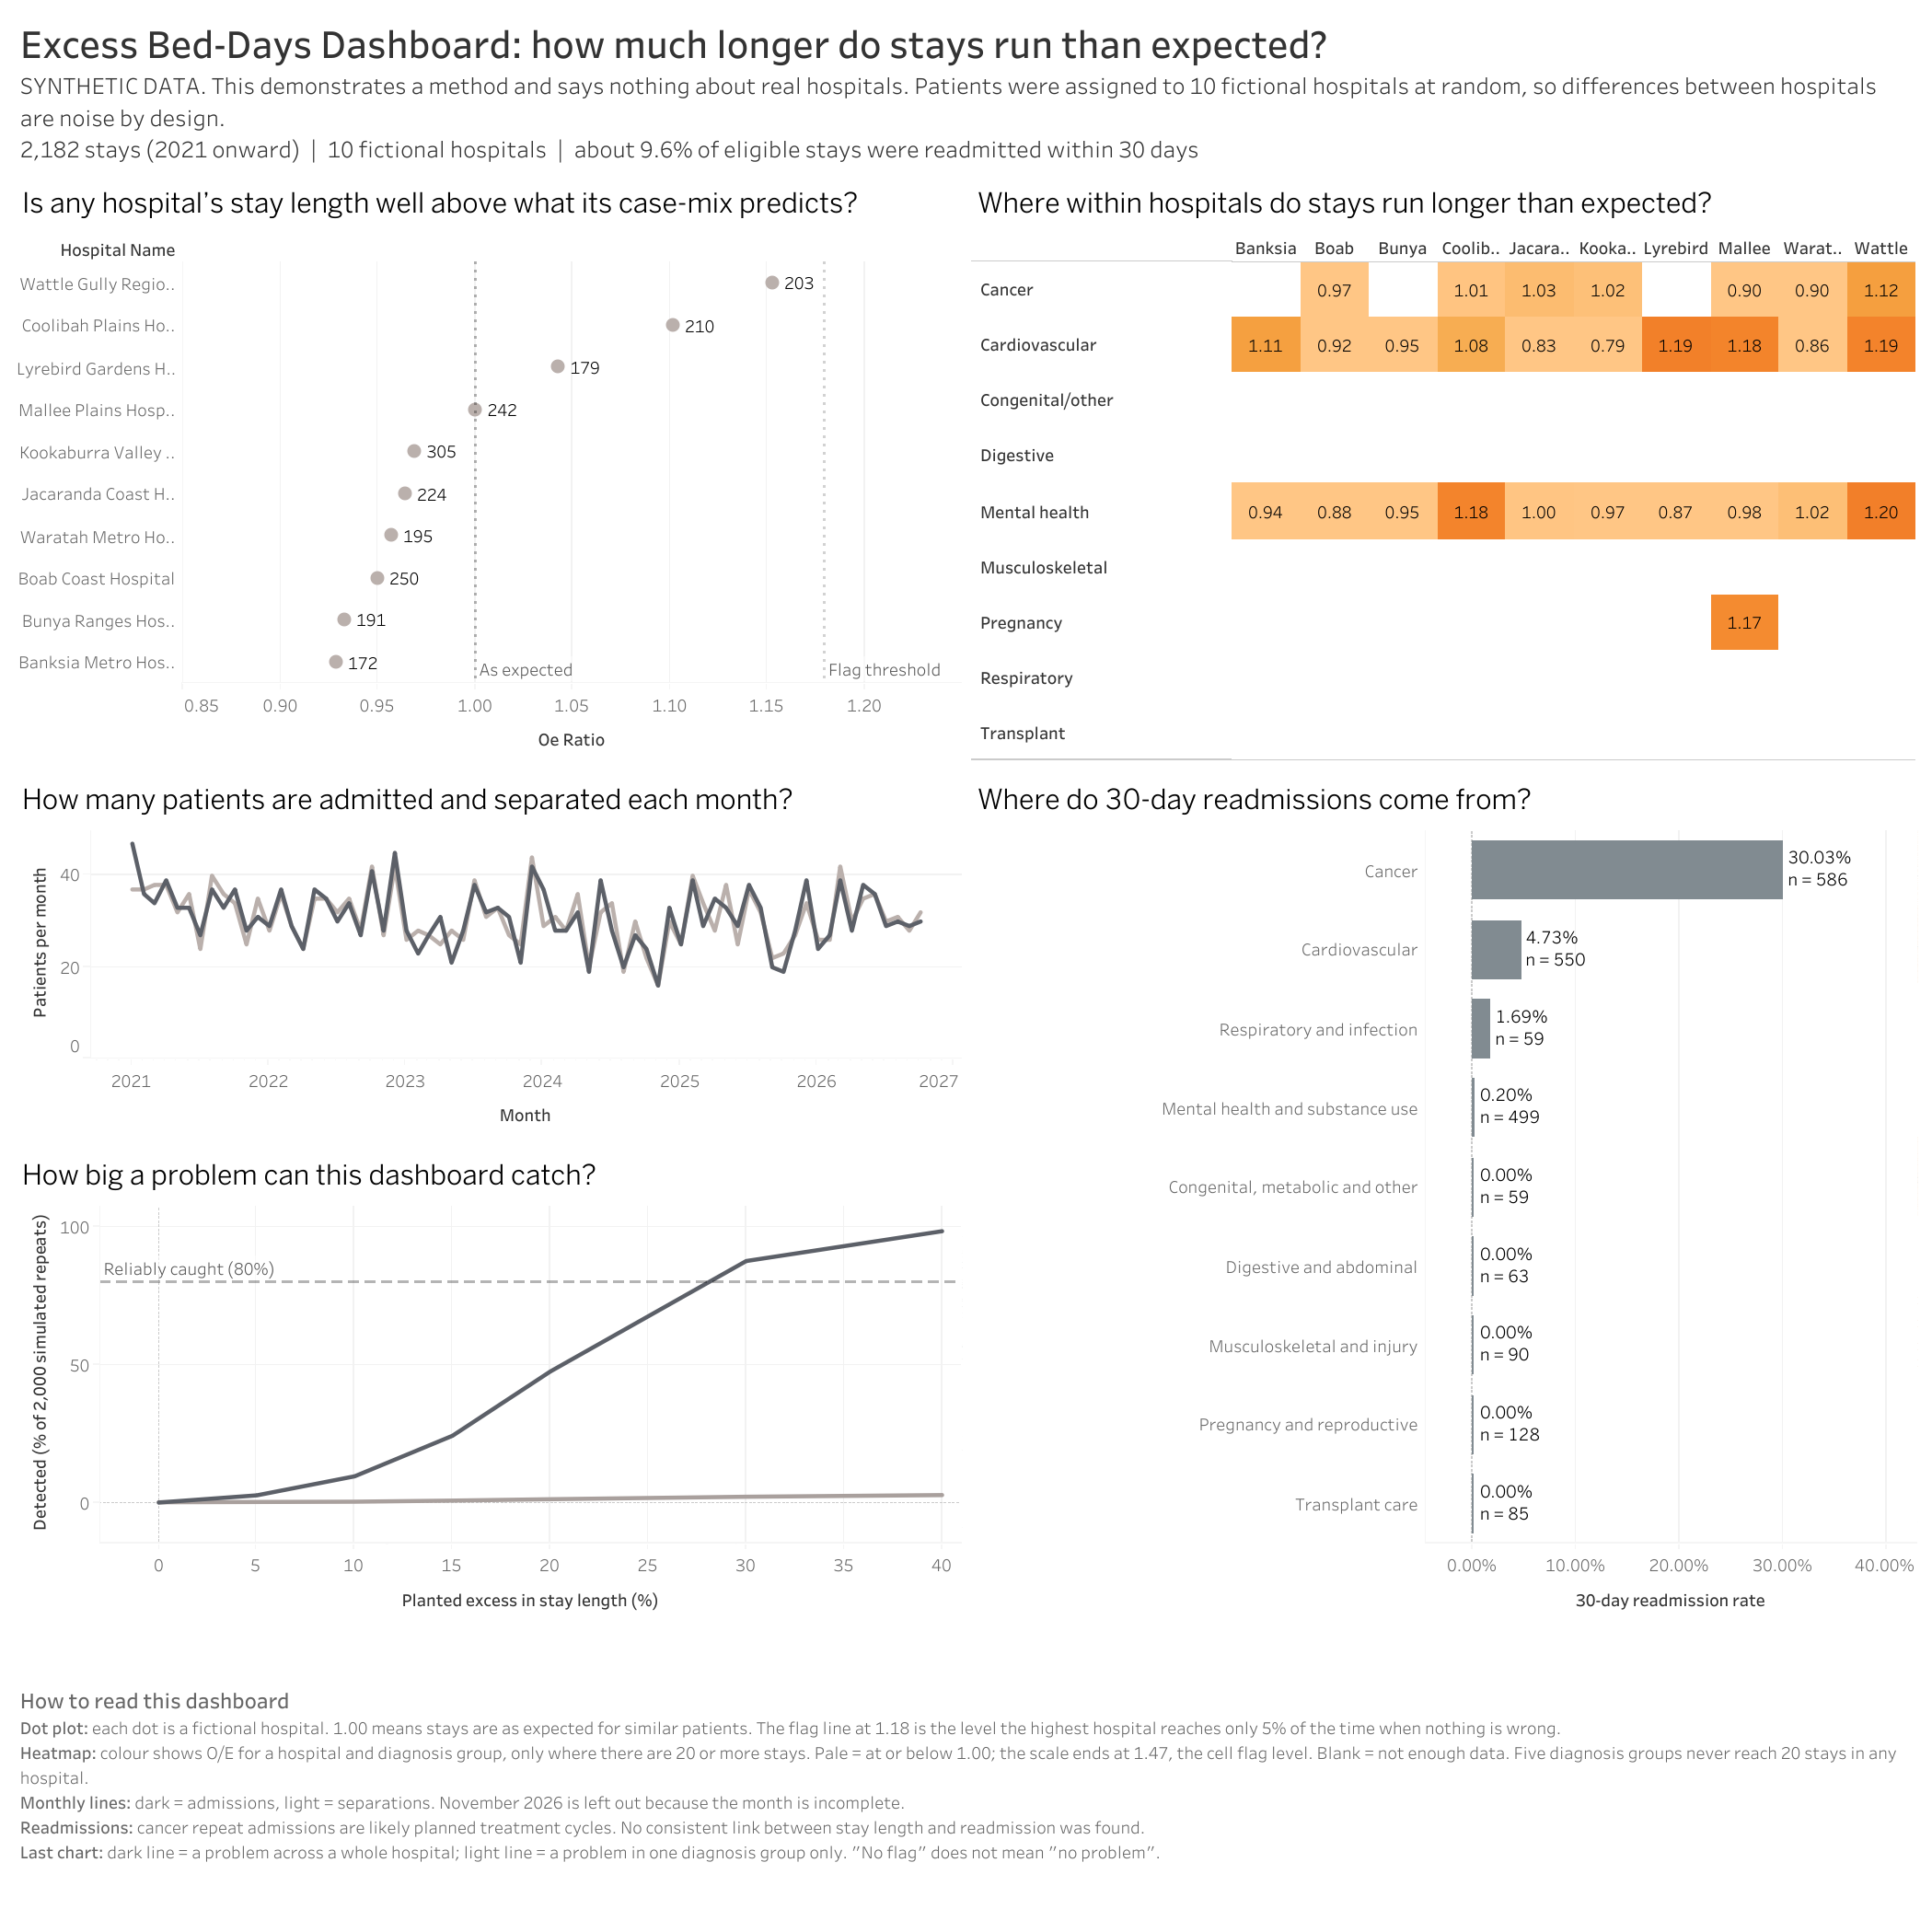 Excess Bed-Days Dashboard: how much longer do stays run than expected?
SYNTHETIC DATA. This demonstrates a method and says nothing about real hospitals. Patients were assigned to 10 fictional hospitals at random, so differences between hospitals
are noise by design.
2,182 stays (2021 onward) | 10 fictional hospitals | about 9.6% of eligible stays were readmitted within 30 days
Is any hospital's stay length well above what its case-mix predicts?
Hospital Name
Wattle Gully Regio.. 203
Coolibah Plains Ho.. 210
Lyrebird Gardens H.. 179
Mallee Plains Hosp.. 242
Kookaburra Valley .. 305
Jacaranda Coast H.. 224
Waratah Metro Ho.. 195
Boab Coast Hospital 250
Bunya Ranges Hos.. 191
Banksia Metro Hos.. 172
As expected Flag threshold
0.85 0.90 0.95 1.00 1.05 1.10 1.15 1.20
Oe Ratio
Where within hospitals do stays run longer than expected?
Banksia Boab Bunya Coolib.. Jacara.. Kooka.. Lyrebird Mallee Warat.. Wattle
Cancer 0.97 1.01 1.03 1.02 0.90 0.90 1.12
Cardiovascular 1.11 0.92 0.95 1.08 0.83 0.79 1.19 1.18 0.86 1.19
Congenital/other
Digestive
Mental health 0.94 0.88 0.95 1.18 1.00 0.97 0.87 0.98 1.02 1.20
Musculoskeletal
Pregnancy 1.17
Respiratory
Transplant
How many patients are admitted and separated each month?
Patients per month
40
20
0
2021 2022 2023 2024 2025 2026 2027
Month
How big a problem can this dashboard catch?
Detected (% of 2,000 simulated repeats)
100
Reliably caught (80%)
50
0
0 5 10 15 20 25 30 35 40
Planted excess in stay length (%)
Where do 30-day readmissions come from?
Cancer 30.03%
n = 586
Cardiovascular 4.73%
n = 550
Respiratory and infection 1.69%
n = 59
Mental health and substance use 0.20%
n = 499
Congenital, metabolic and other 0.00%
n = 59
Digestive and abdominal 0.00%
n = 63
Musculoskeletal and injury 0.00%
n = 90
Pregnancy and reproductive 0.00%
n = 128
Transplant care 0.00%
n = 85
0.00% 10.00% 20.00% 30.00% 40.00%
30-day readmission rate
How to read this dashboard
Dot plot: each dot is a fictional hospital. 1.00 means stays are as expected for similar patients. The flag line at 1.18 is the level the highest hospital reaches only 5% of the time when nothing is wrong.
Heatmap: colour shows O/E for a hospital and diagnosis group, only where there are 20 or more stays. Pale = at or below 1.00; the scale ends at 1.47, the cell flag level. Blank = not enough data. Five diagnosis groups never reach 20 stays in any
hospital.
Monthly lines: dark = admissions, light = separations. November 2026 is left out because the month is incomplete.
Readmissions: cancer repeat admissions are likely planned treatment cycles. No consistent link between stay length and readmission was found.
Last chart: dark line = a problem across a whole hospital; light line = a problem in one diagnosis group only. "No flag" does not mean "no problem".